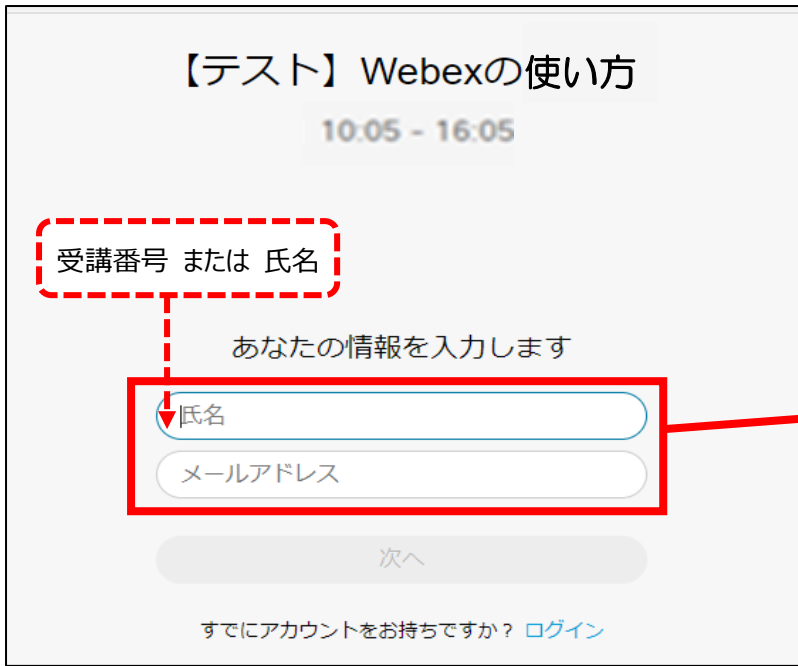 【テスト】Webexの使い方
10:05 - 16:05
受講番号 または 氏名
あなたの情報を入力します
氏名
メールアドレス
次へ
すでにアカウントをお持ちですか？ ログイン